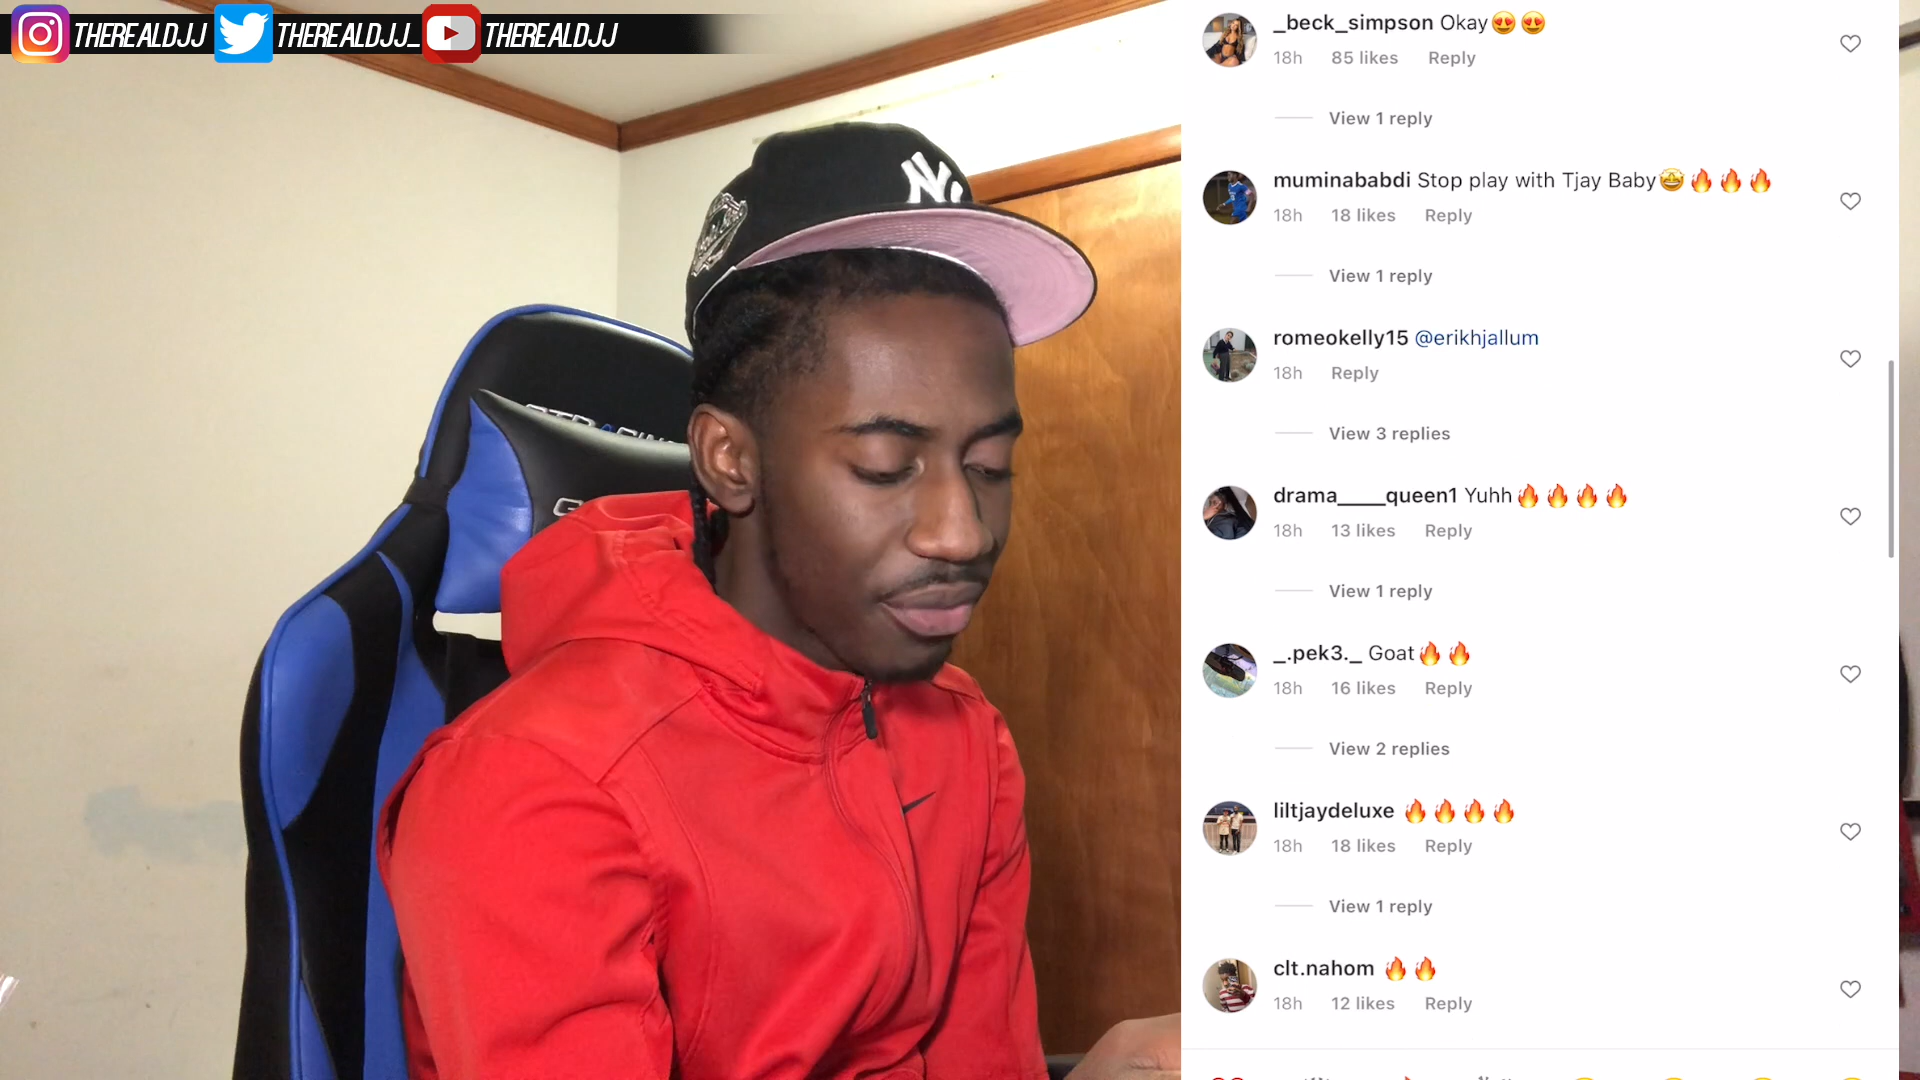 THEREALDJJ THEREALDJJ_ THEREALDJJ
NY
_beck_simpson Okay😍😍
18h 85 likes Reply
View 1 reply
muminababdi Stop play with Tjay Baby🤩🔥🔥🔥
18h 18 likes Reply
View 1 reply
romeokelly15 @erikhjallum
18h Reply
View 3 replies
drama____queen1 Yuhh🔥🔥🔥🔥
18h 13 likes Reply
View 1 reply
_.pek3._ Goat🔥🔥
18h 16 likes Reply
View 2 replies
liltjaydeluxe 🔥🔥🔥🔥
18h 18 likes Reply
View 1 reply
clt.nahom 🔥🔥
18h 12 likes Reply